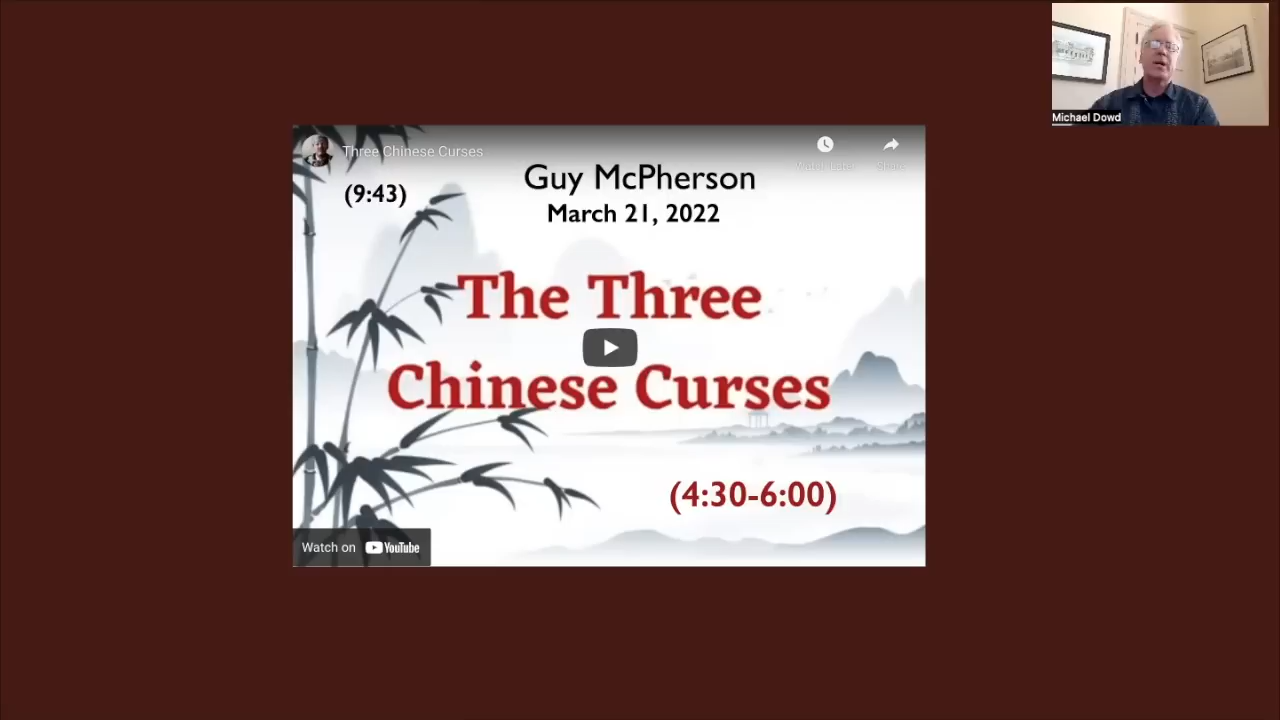 Michael Dowd
Three Chinese Curses
Guy McPherson
(9:43)
March 21, 2022
The Three
Chinese Curses
(4:30-6:00)
Watch on YouTube